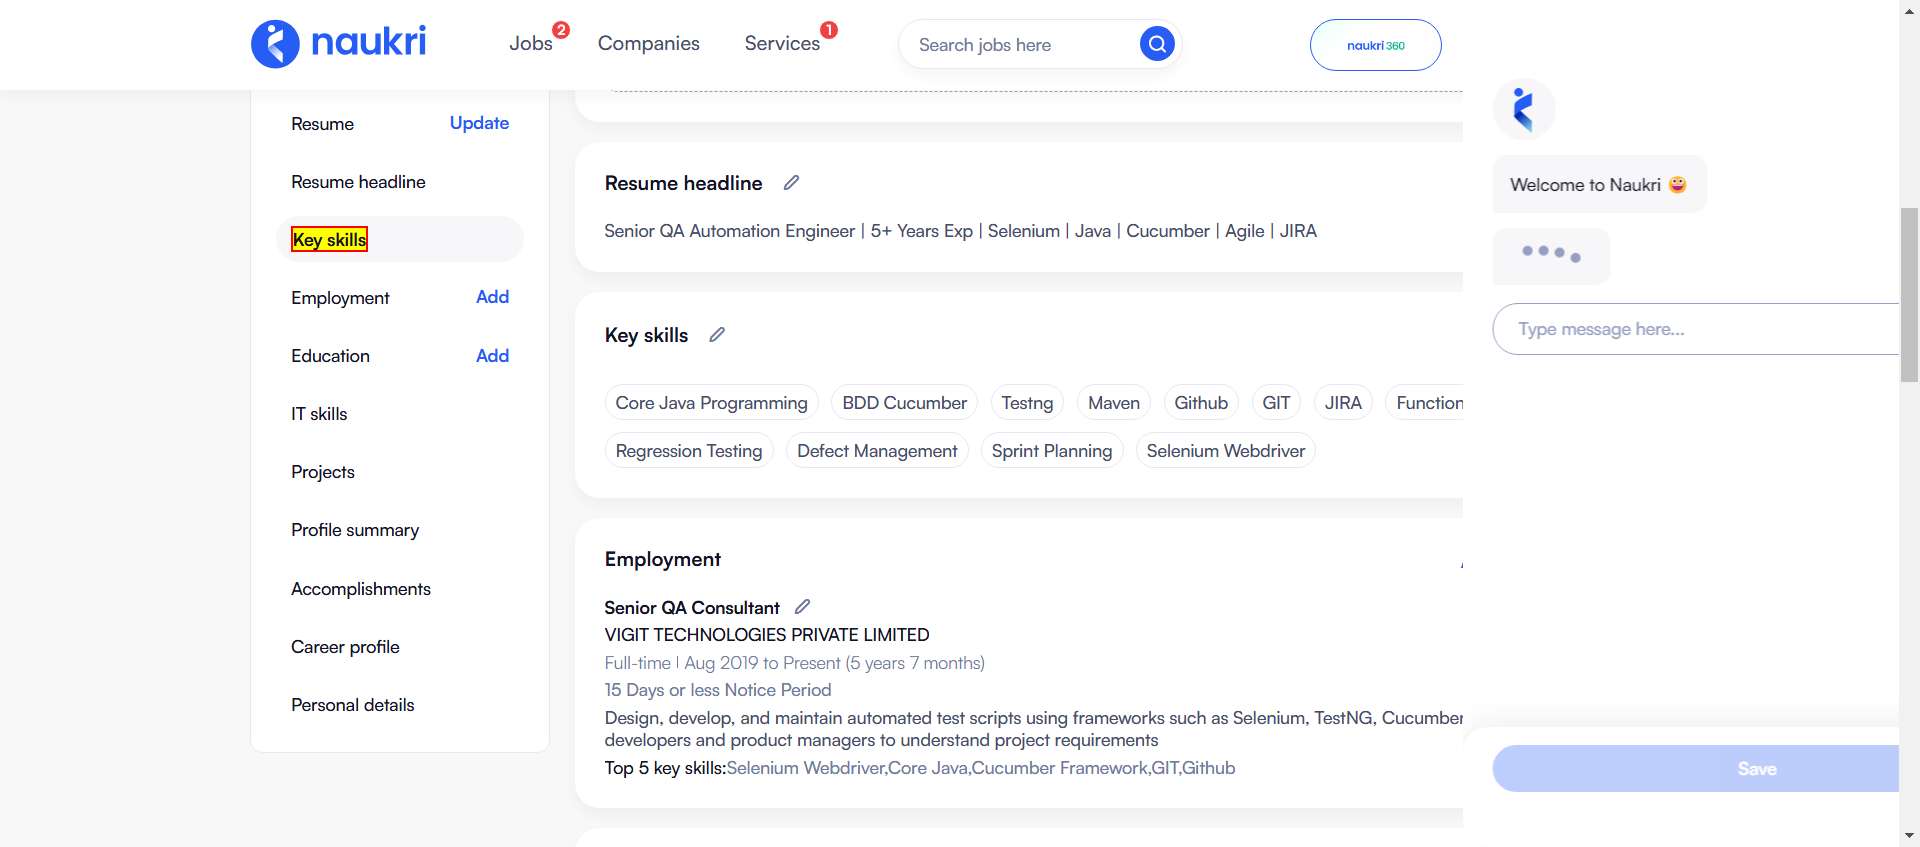 naukri
Jobs 2
Companies
Services 1
Search jobs here
naukri 360
Resume
Update
Resume headline
Key skills
Employment
Add
Education
Add
IT skills
Projects
Profile summary
Accomplishments
Career profile
Personal details
Resume headline
Senior QA Automation Engineer | 5+ Years Exp | Selenium | Java | Cucumber | Agile | JIRA
Key skills
Core Java Programming
BDD Cucumber
Testng
Maven
Github
GIT
JIRA
Function
Regression Testing
Defect Management
Sprint Planning
Selenium Webdriver
Employment
Senior QA Consultant
VIGIT TECHNOLOGIES PRIVATE LIMITED
Full-time | Aug 2019 to Present (5 years 7 months)
15 Days or less Notice Period
Design, develop, and maintain automated test scripts using frameworks such as Selenium, TestNG, Cucumber
developers and product managers to understand project requirements
Top 5 key skills:Selenium Webdriver,Core Java,Cucumber Framework,GIT,Github
Welcome to Naukri
Type message here...
Save